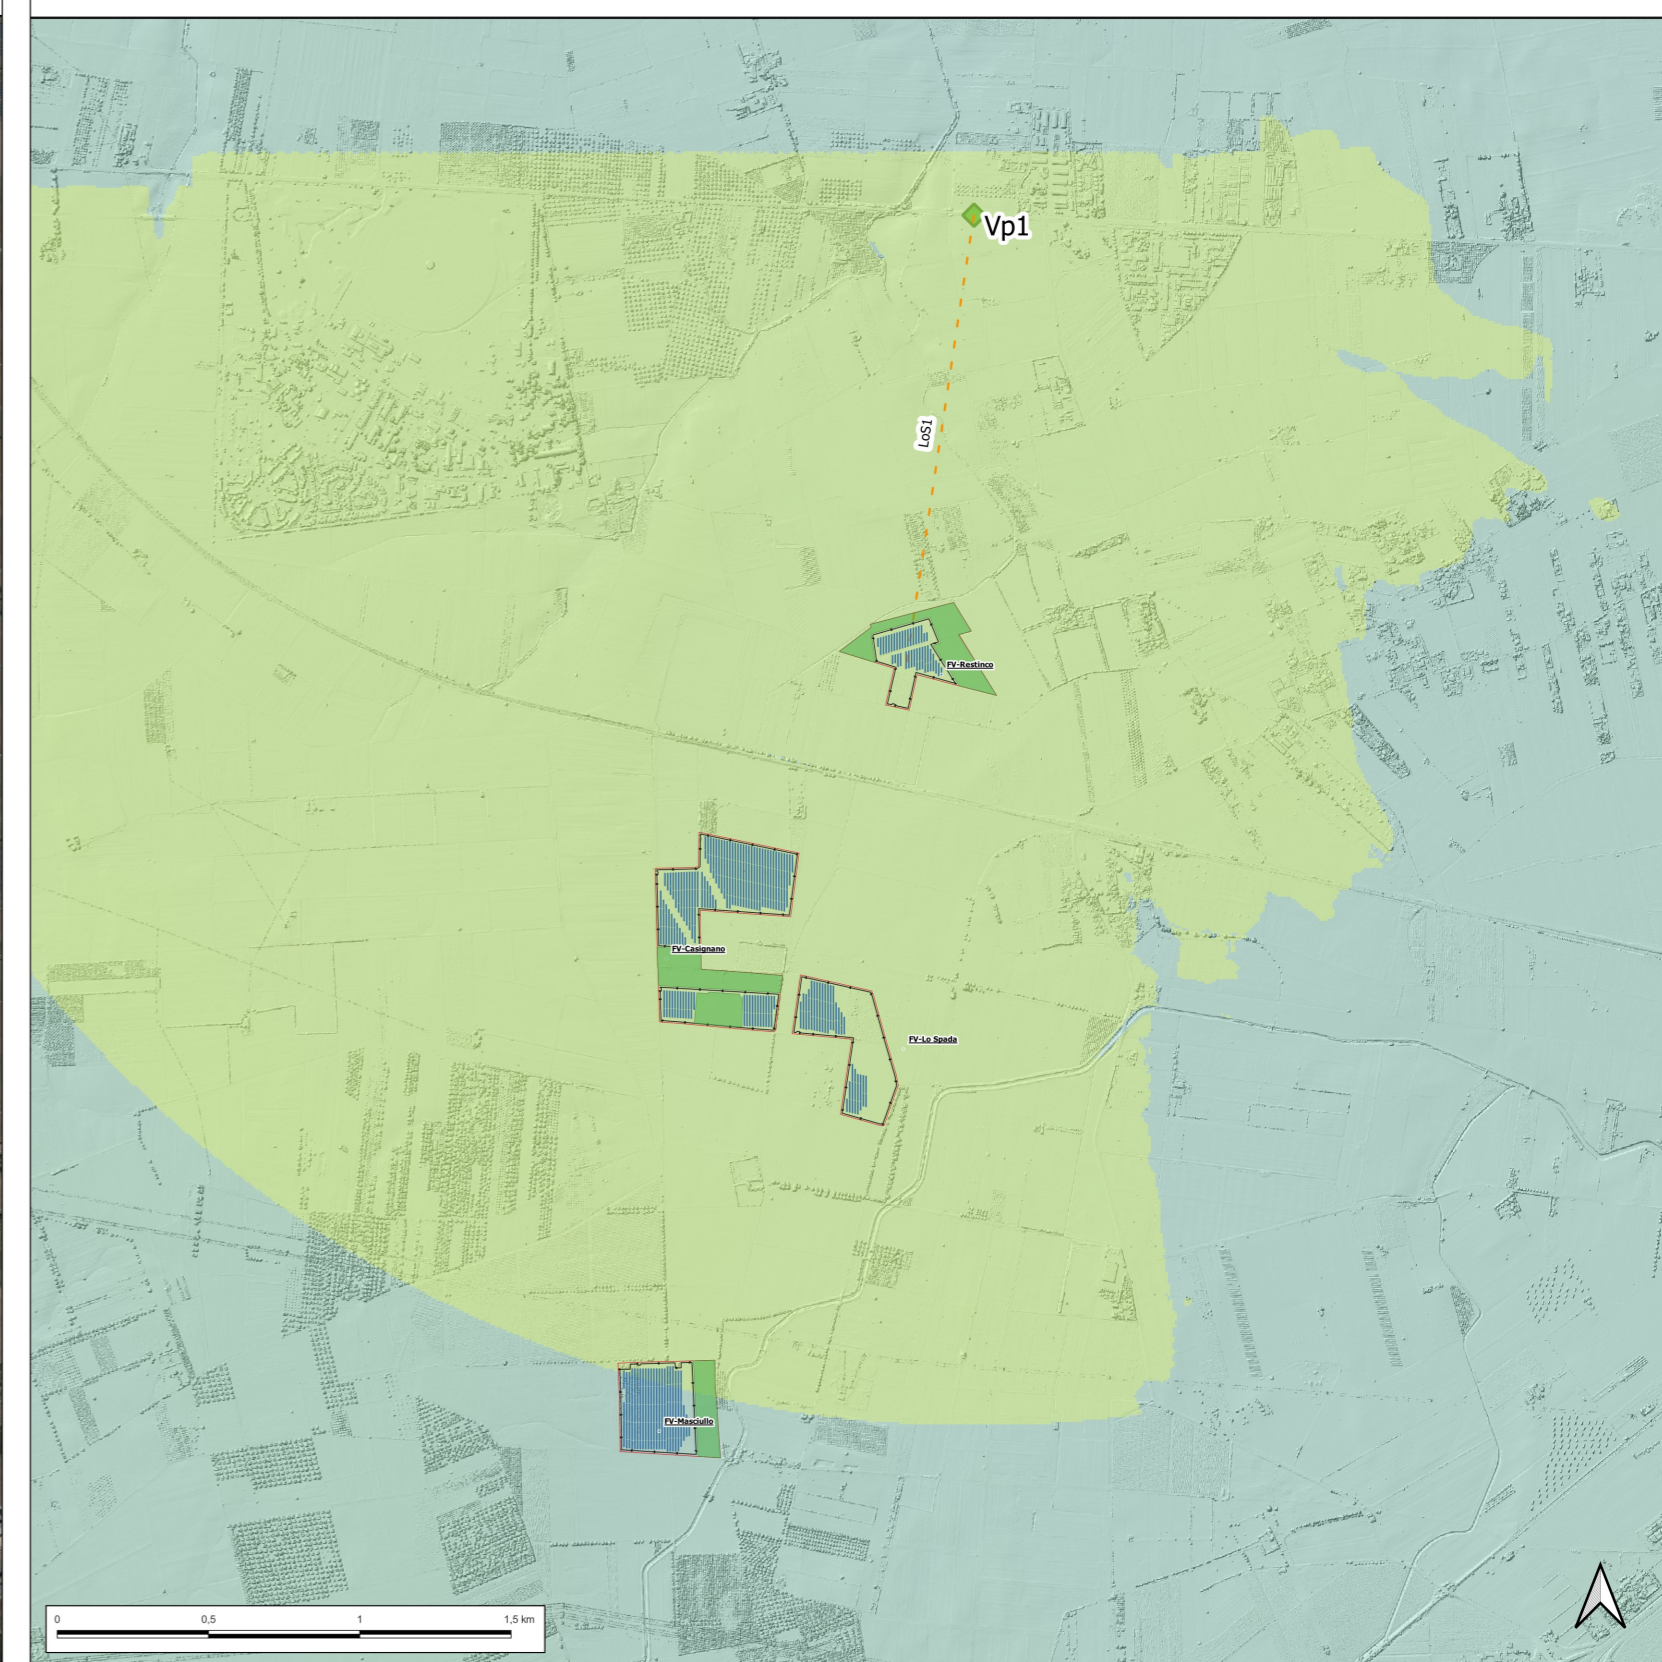 Vp1
LoS1
FV-Restinco
FV-Casignano
FV-Lo Spada
FV-Masciullo
0 0,5 1 1,5 km